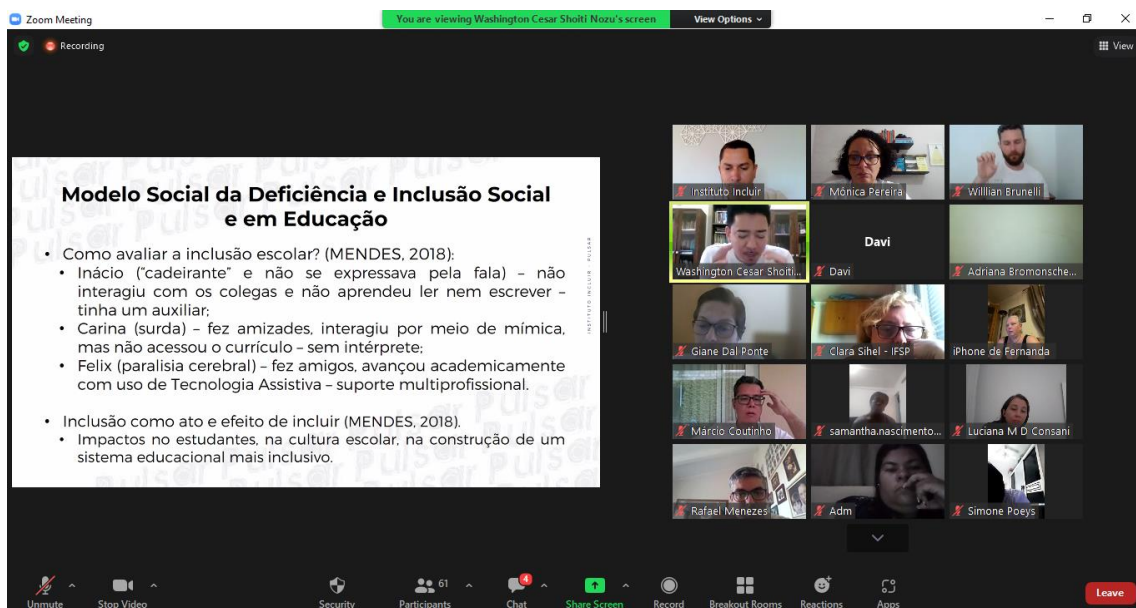 Zoom Meeting
You are viewing Washington Cesar Shoiti Nozu's screen
View Options
Recording
View
Modelo Social da Deficiência e Inclusão Social
e em Educação
• Como avaliar a inclusão escolar? (MENDES, 2018):
• Inácio ("cadeirante" e não se expressava pela fala) – não
interagiu com os colegas e não aprendeu ler nem escrever –
tinha um auxiliar;
• Carina (surda) – fez amizades, interagiu por meio de mímica,
mas não acessou o currículo – sem intérprete;
• Felix (paralisia cerebral) – fez amigos, avançou academicamente
com uso de Tecnologia Assistiva – suporte multiprofissional.
• Inclusão como ato e efeito de incluir (MENDES, 2018).
• Impactos no estudantes, na cultura escolar, na construção de um
sistema educacional mais inclusivo.
INSTITUTO INCLUIR PULSAR
Instituto Incluir
Mônica Pereira
Willian Brunelli
Washington Cesar Shoiti...
Davi
Davi
Adriana Bromonsche...
Giane Dal Ponte
Clara Sihel - IFSP
iPhone de Fernanda
Márcio Coutinho
samantha.nascimento...
Luciana M D Consani
Rafael Menezes
Adm
Simone Poeys
Unmute
Stop Video
Security
61
Participants
4
Chat
Share Screen
Record
Breakout Rooms
Reactions
Apps
Leave